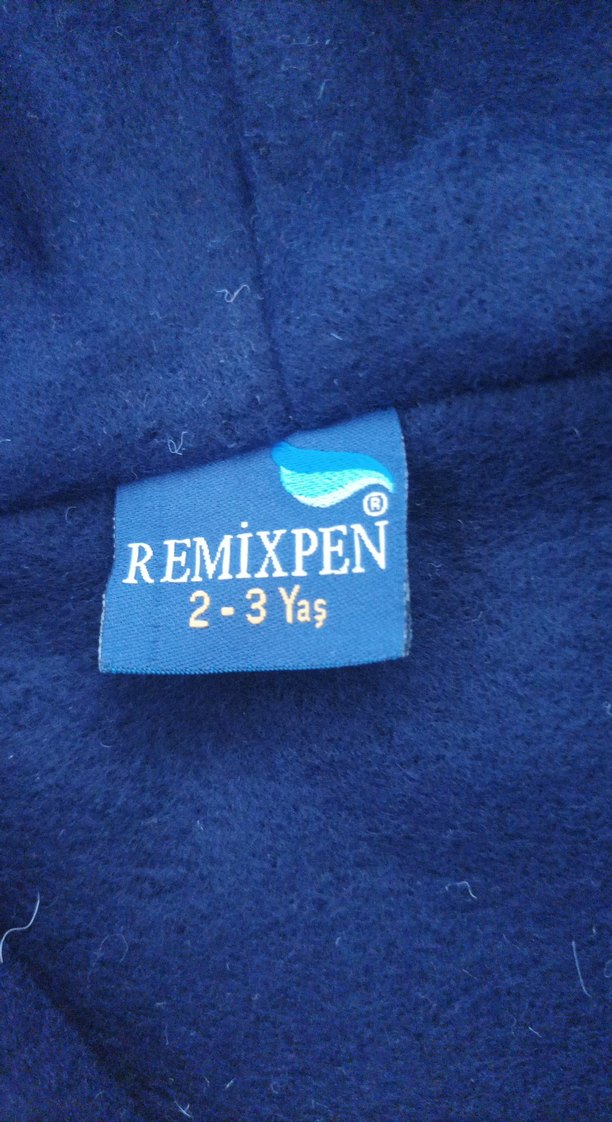 ®
REMİXPEN
2 - 3 Yaş